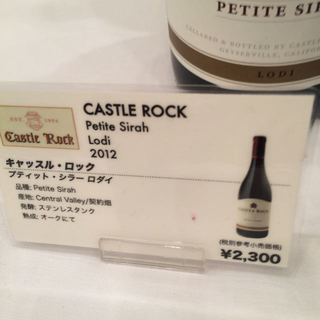 PETITE SIR
CELLARED & BOTTLED BY CASTLE
GEYSERVILLE, CALIFORNIA
LODI
EST 1994
Castle Rock
CASTLE ROCK
Petite Sirah
Lodi
2012
キャッスル・ロック
プティット・シラー ロダイ
品種: Petite Sirah
産地: Central Valley/契約畑
発酵: ステンレスタンク
熟成: オークにて
CASTLE ROCK
(税別参考小売価格)
¥2,300